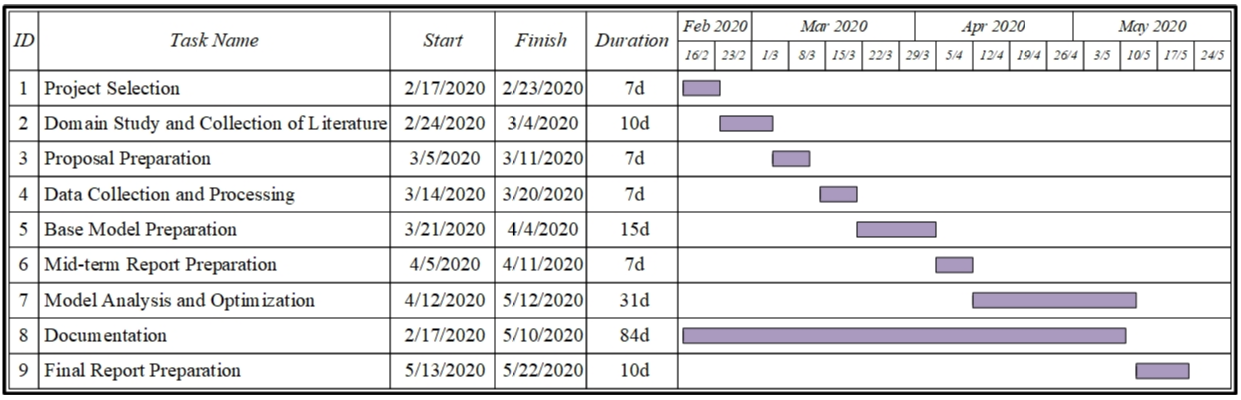 ID Task Name Start Finish Duration Feb 2020 Mar 2020 Apr 2020 May 2020
16/2 23/2 1/3 8/3 15/3 22/3 29/3 5/4 12/4 19/4 26/4 3/5 10/5 17/5 24/5
1 Project Selection 2/17/2020 2/23/2020 7d
2 Domain Study and Collection of Literature 2/24/2020 3/4/2020 10d
3 Proposal Preparation 3/5/2020 3/11/2020 7d
4 Data Collection and Processing 3/14/2020 3/20/2020 7d
5 Base Model Preparation 3/21/2020 4/4/2020 15d
6 Mid-term Report Preparation 4/5/2020 4/11/2020 7d
7 Model Analysis and Optimization 4/12/2020 5/12/2020 31d
8 Documentation 2/17/2020 5/10/2020 84d
9 Final Report Preparation 5/13/2020 5/22/2020 10d